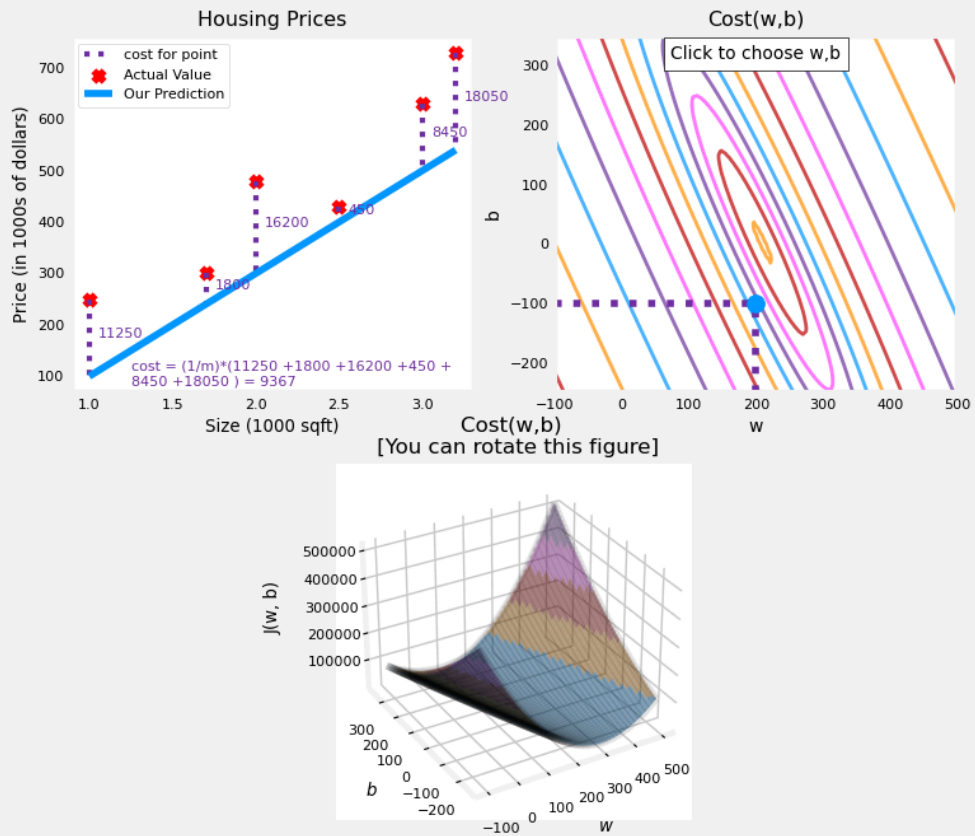 Housing Prices
cost for point
Actual Value
Our Prediction
700
600
500
400
300
200
100
Price (in 1000s of dollars)
18050
8450
450
16200
1800
11250
cost = (1/m)*(11250 +1800 +16200 +450 +
8450 +18050 ) = 9367
1.0 1.5 2.0 2.5 3.0
Size (1000 sqft)
Cost(w,b)
Click to choose w,b
300
200
100
0
−100
−200
b
−100 0 100 200 300 400 500
w
Cost(w,b)
[You can rotate this figure]
500000
400000
300000
200000
100000
J(w, b)
300
200
100
0
−100
−200
b
−100 0 100 200 300 400 500
w